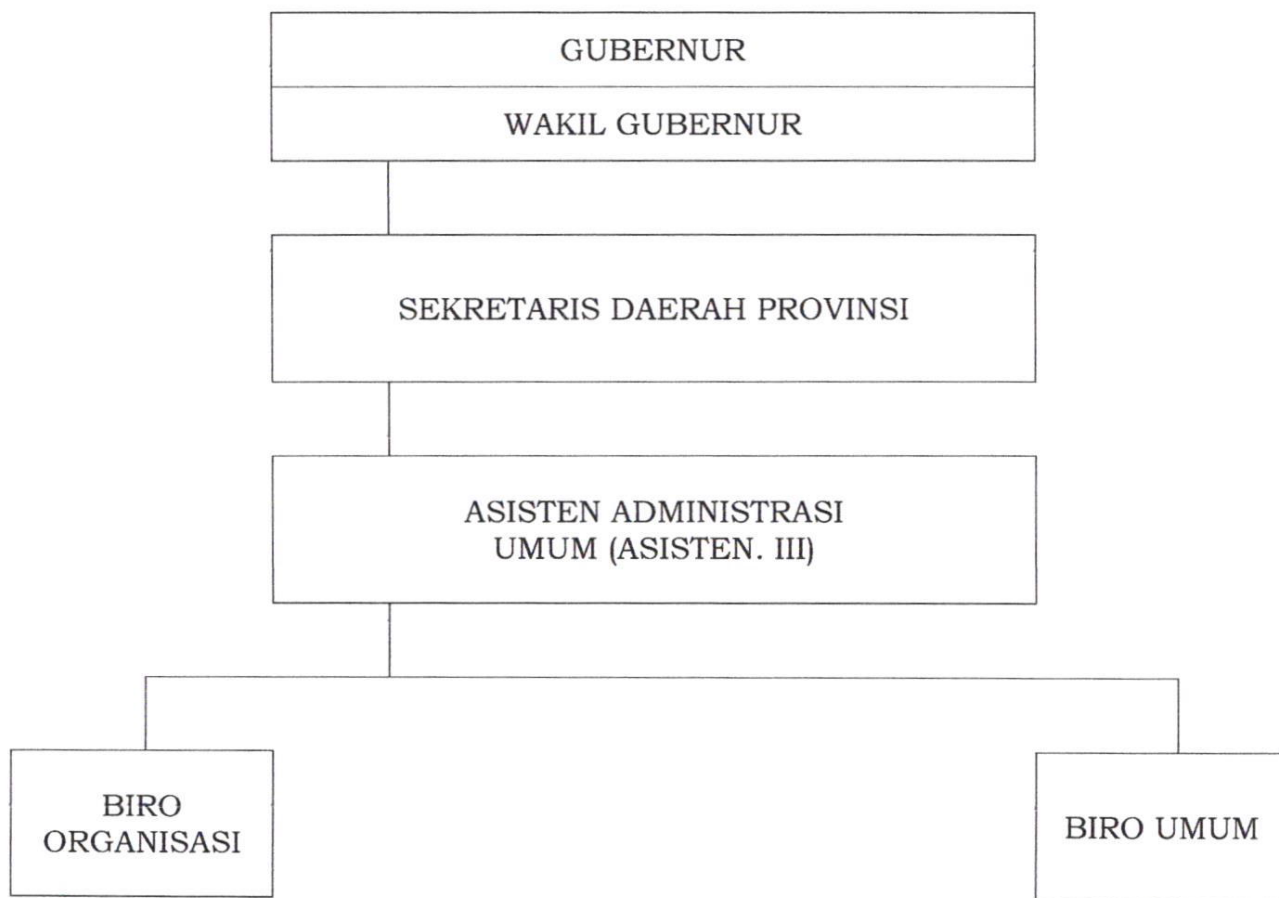 GUBERNUR
WAKIL GUBERNUR
SEKRETARIS DAERAH PROVINSI
ASISTEN ADMINISTRASI
UMUM (ASISTEN. III)
BIRO
ORGANISASI
BIRO UMUM